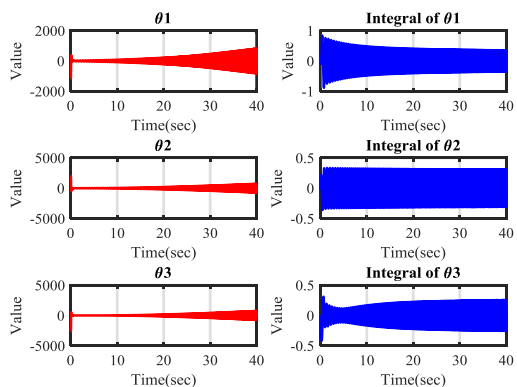 θ1
Integral of θ1
2000
0
-2000
Value
0 10 20 30 40
Time(sec)
1
0
-1
Value
0 10 20 30 40
Time(sec)
θ2
Integral of θ2
5000
0
-5000
Value
0 10 20 30 40
Time(sec)
0.5
0
-0.5
Value
0 10 20 30 40
Time(sec)
θ3
Integral of θ3
5000
0
-5000
Value
0 10 20 30 40
Time(sec)
0.5
0
-0.5
Value
0 10 20 30 40
Time(sec)